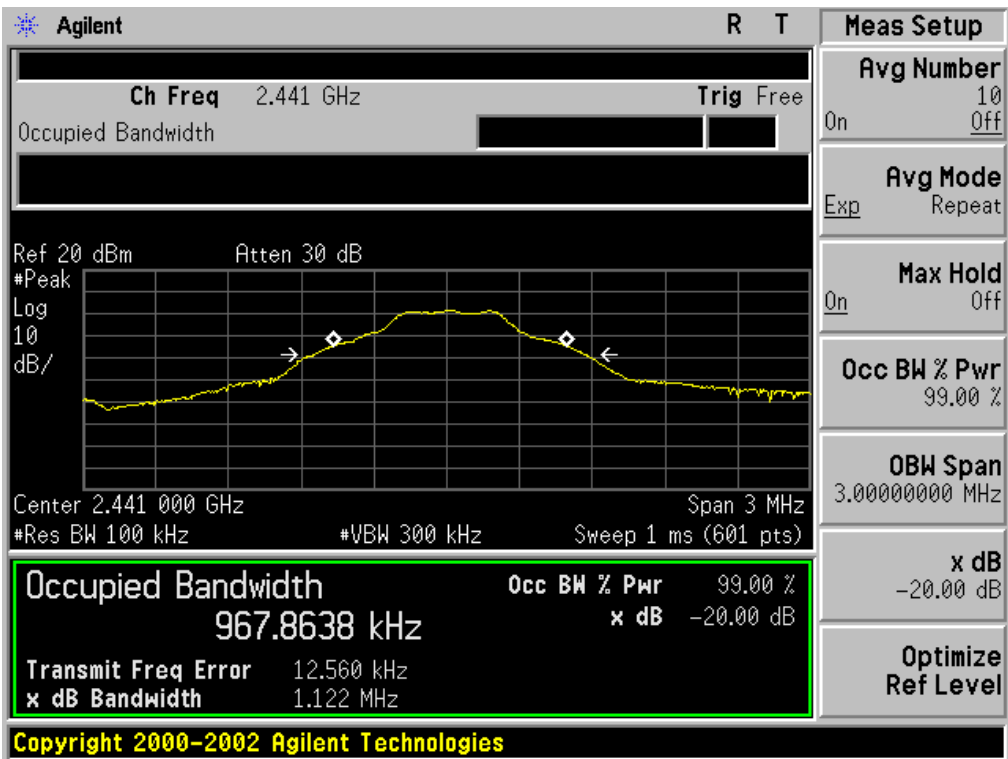 Agilent R T
Ch Freq 2.441 GHz Trig Free
Occupied Bandwidth
Ref 20 dBm Atten 30 dB
#Peak
Log
10
dB/
Center 2.441 000 GHz Span 3 MHz
#Res BW 100 kHz #VBW 300 kHz Sweep 1 ms (601 pts)
Occupied Bandwidth Occ BW % Pwr 99.00 %
967.8638 kHz x dB -20.00 dB
Transmit Freq Error 12.560 kHz
x dB Bandwidth 1.122 MHz
Copyright 2000-2002 Agilent Technologies
Meas Setup
Avg Number
10
On Off
Avg Mode
Exp Repeat
Max Hold
On Off
Occ BW % Pwr
99.00 %
OBW Span
3.00000000 MHz
x dB
-20.00 dB
Optimize
Ref Level